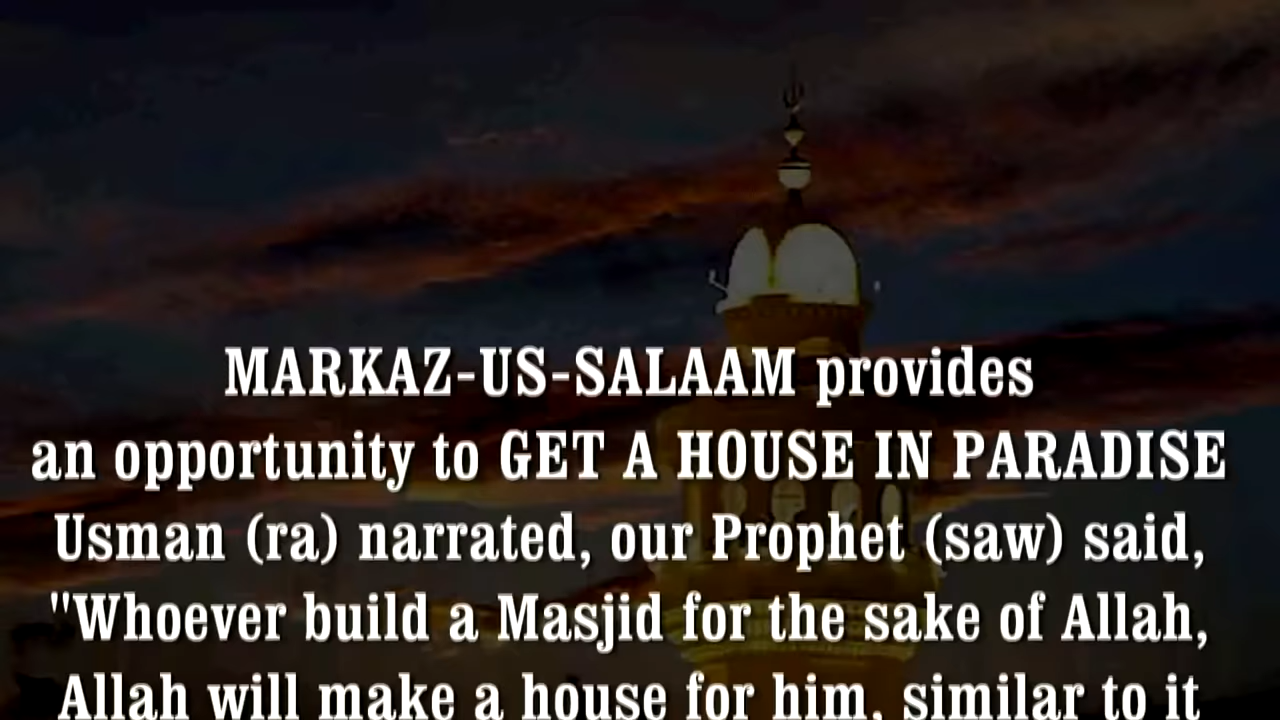 MARKAZ-US-SALAAM provides
an opportunity to GET A HOUSE IN PARADISE
Usman (ra) narrated, our Prophet (saw) said,
"Whoever build a Masjid for the sake of Allah,
Allah will make a house for him, similar to it